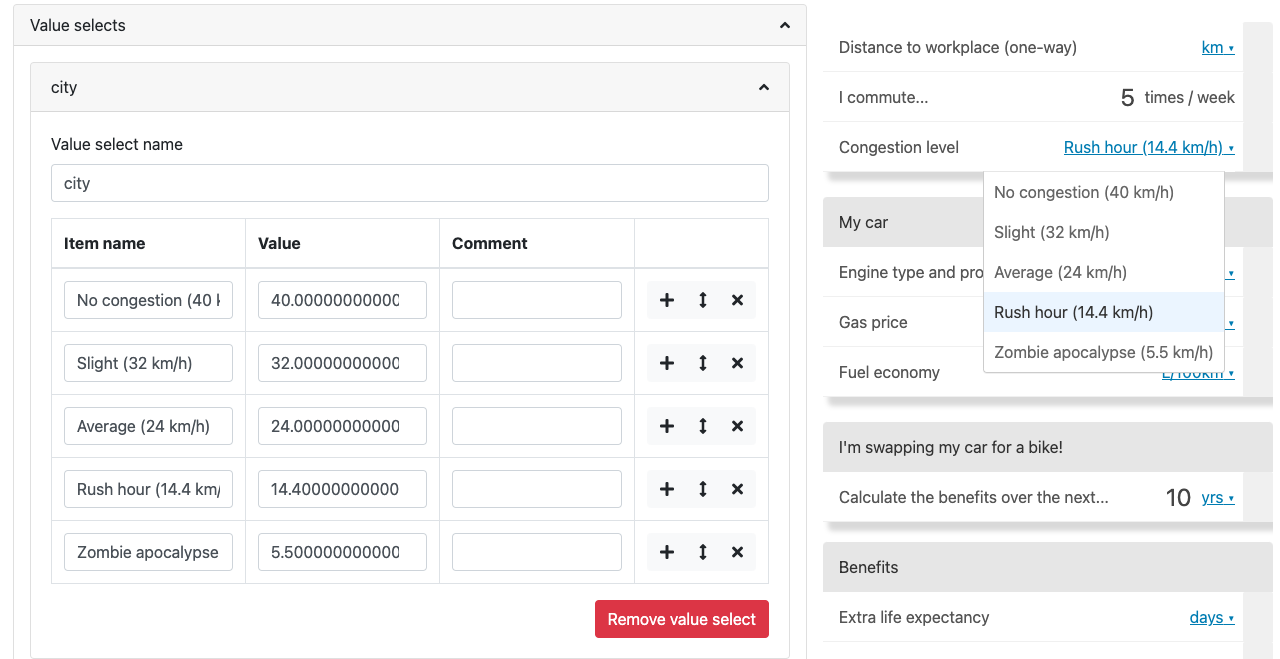 Value selects
city
Value select name
city
Item name Value Comment
No congestion (40 k 40.00000000000
Slight (32 km/h) 32.00000000000
Average (24 km/h) 24.00000000000
Rush hour (14.4 km/ 14.40000000000
Zombie apocalypse 5.500000000000
Remove value select
Distance to workplace (one-way) km
I commute... 5 times / week
Congestion level Rush hour (14.4 km/h)
No congestion (40 km/h)
My car
Slight (32 km/h)
Engine type and pro
Average (24 km/h)
Gas price
Rush hour (14.4 km/h)
Fuel economy L/100km
Zombie apocalypse (5.5 km/h)
I'm swapping my car for a bike!
Calculate the benefits over the next... 10 yrs
Benefits
Extra life expectancy days